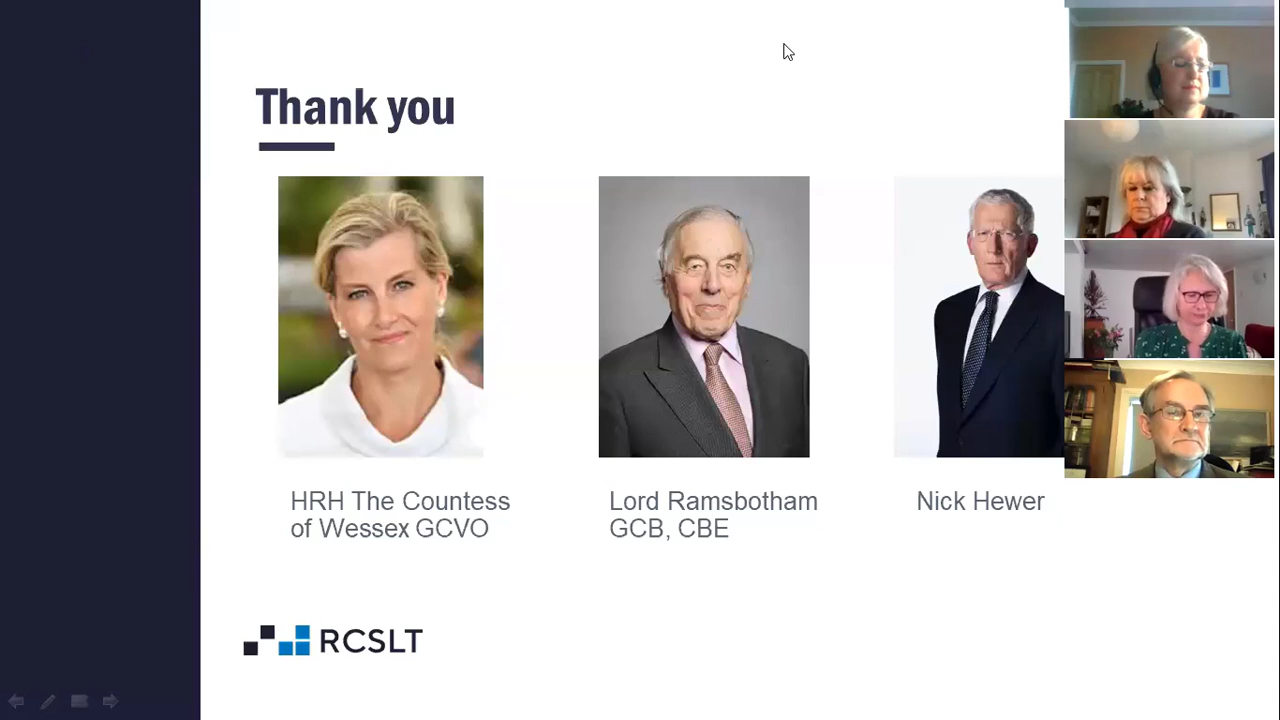 Thank you
HRH The Countess
of Wessex GCVO
Lord Ramsbotham
GCB, CBE
Nick Hewer
RCSLT